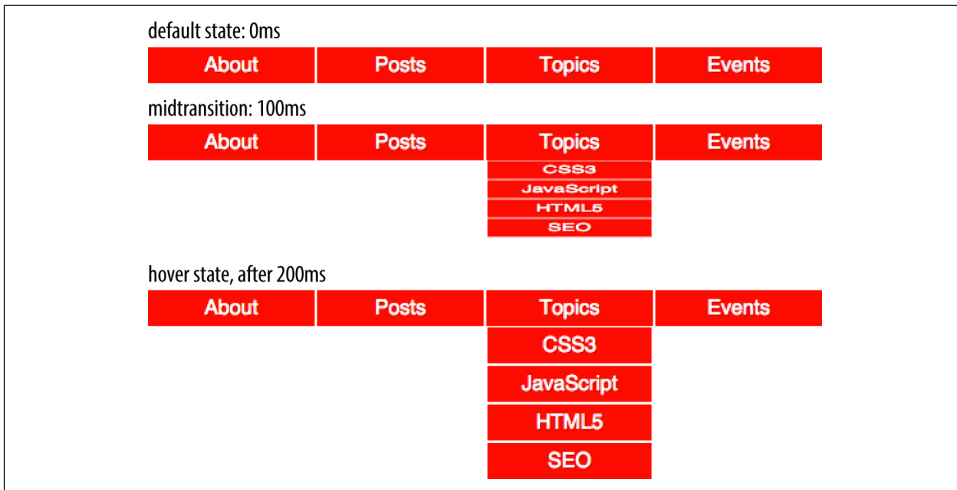 default state: 0ms
About Posts Topics Events
midtransition: 100ms
About Posts Topics Events
CSS3
JavaScript
HTML5
SEO
hover state, after 200ms
About Posts Topics Events
CSS3
JavaScript
HTML5
SEO